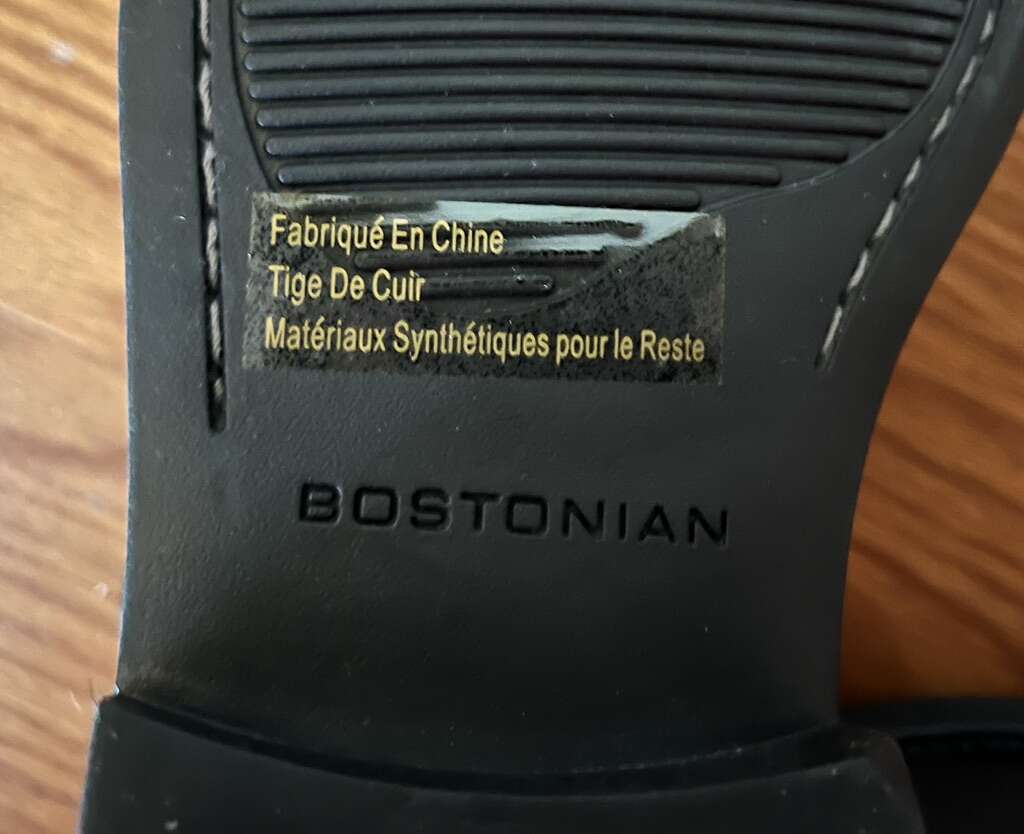 Fabriqué En Chine
Tige De Cuir
Matériaux Synthétiques pour le Reste
BOSTONIAN